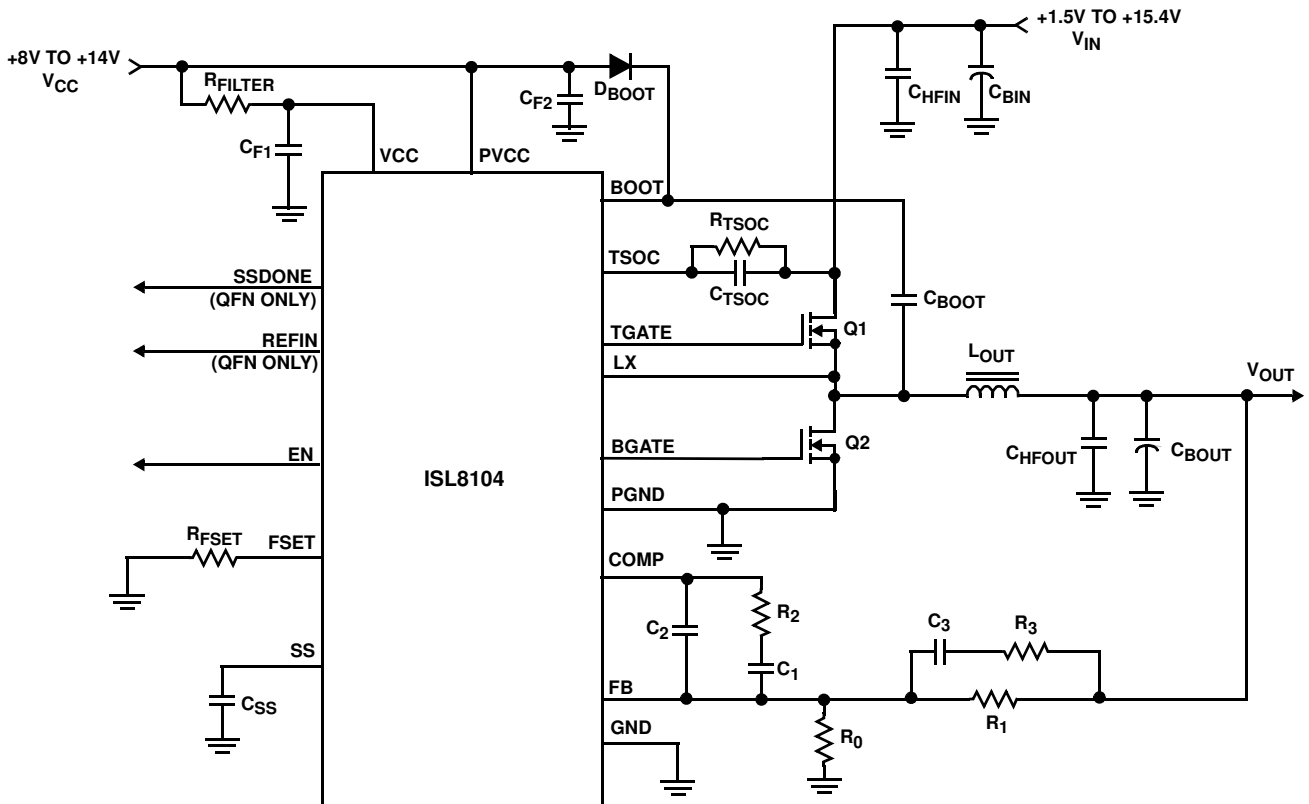 +1.5V TO +15.4V
VIN
+8V TO +14V
VCC
RFILTER
CF1
CF2
DBOOT
CHFIN
CBIN
VCC
PVCC
BOOT
RTSOC
TSOC
CTSOC
CBOOT
SSDONE
(QFN ONLY)
REFIN
(QFN ONLY)
TGATE
Q1
LX
LOUT
VOUT
EN
BGATE
Q2
CHFOUT
CBOUT
ISL8104
PGND
RFSET
FSET
COMP
C2
R2
C1
C3
R3
SS
CSS
FB
R1
GND
R0